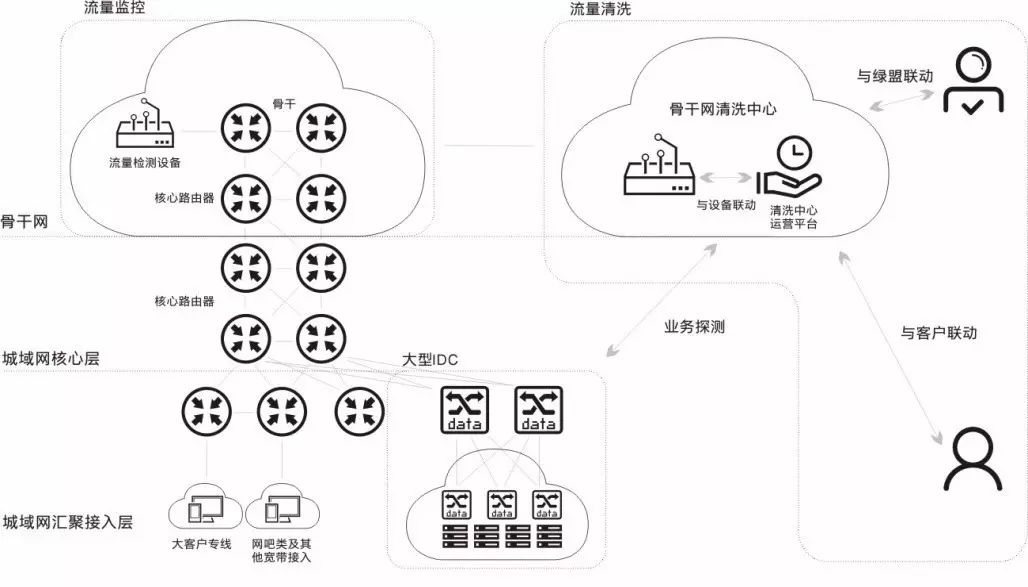 流量监控
流量清洗
骨干
流量检测设备
核心路由器
骨干网
骨干网清洗中心
与绿盟联动
与设备联动
清洗中心
运营平台
核心路由器
业务探测
与客户联动
城域网核心层
大型IDC
data
data
data
data
data
城域网汇聚接入层
大客户专线
网吧类及其
他宽带接入